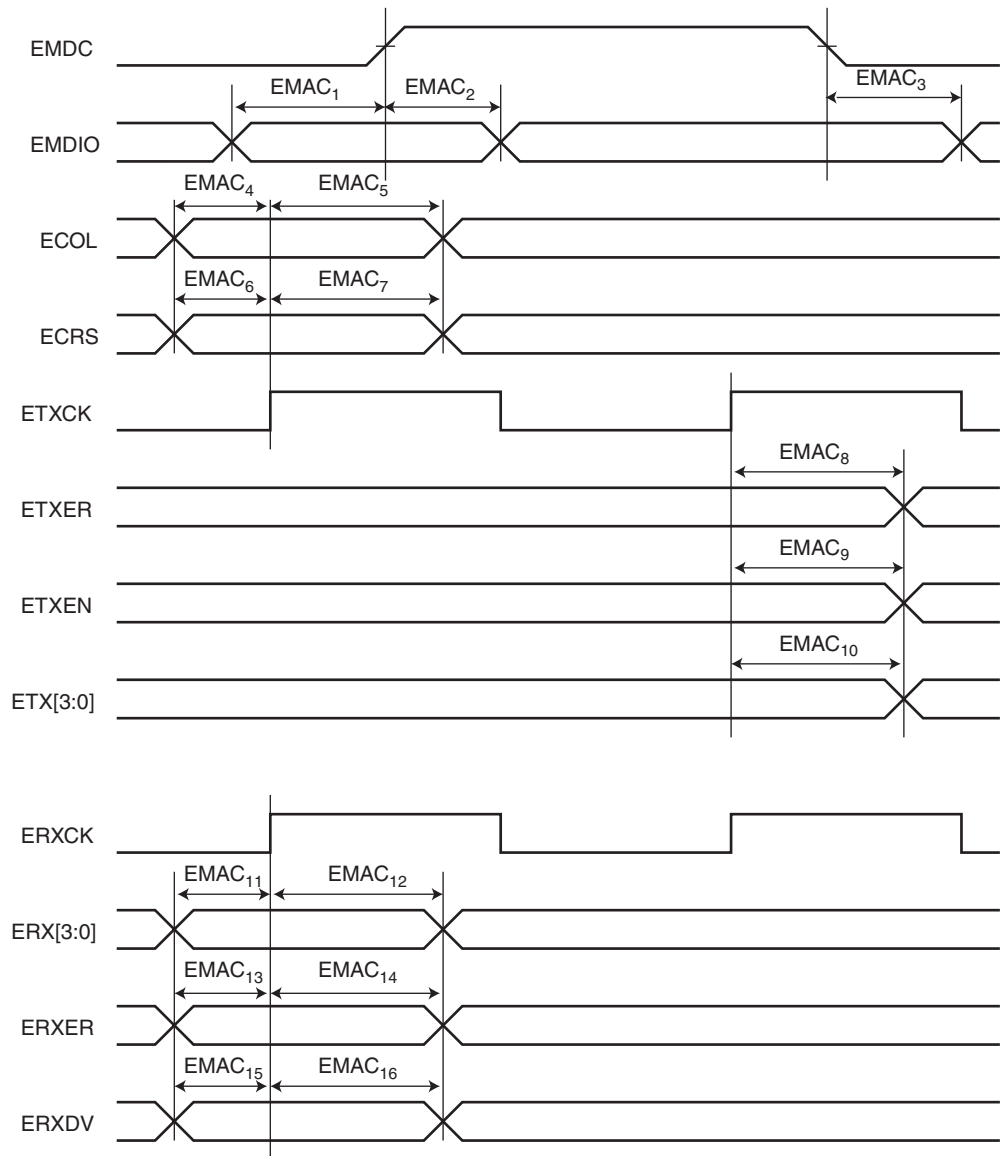 EMDC
EMAC1 EMAC2 EMAC3
EMDIO
EMAC4 EMAC5
ECOL
EMAC6 EMAC7
ECRS
ETXCK
EMAC8
ETXER
EMAC9
ETXEN
EMAC10
ETX[3:0]
ERXCK
EMAC11 EMAC12
ERX[3:0]
EMAC13 EMAC14
ERXER
EMAC15 EMAC16
ERXDV